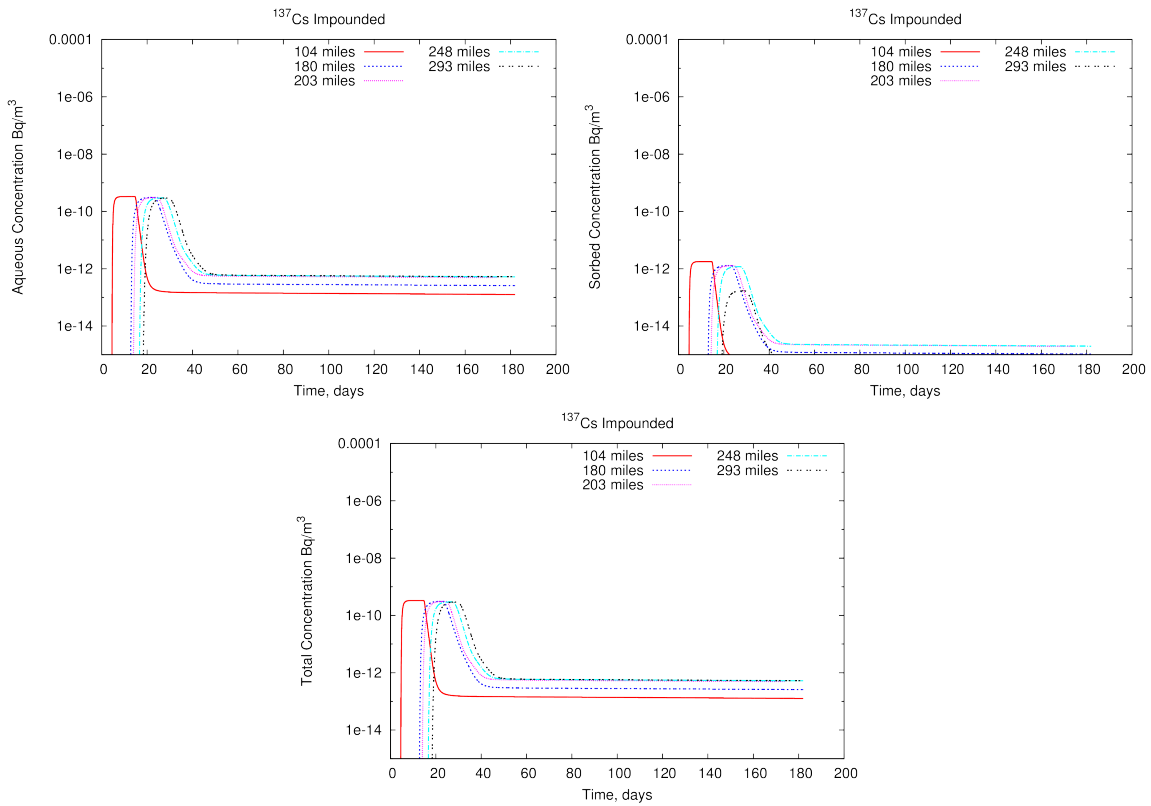 137Cs Impounded
0.0001
1e-06
1e-08
1e-10
1e-12
1e-14
Aqueous Concentration Bq/m3
104 miles
180 miles
203 miles
248 miles
293 miles
0 20 40 60 80 100 120 140 160 180 200
Time, days
137Cs Impounded
0.0001
1e-06
1e-08
1e-10
1e-12
1e-14
Sorbed Concentration Bq/m3
104 miles
180 miles
203 miles
248 miles
293 miles
0 20 40 60 80 100 120 140 160 180 200
Time, days
137Cs Impounded
0.0001
1e-06
1e-08
1e-10
1e-12
1e-14
Total Concentration Bq/m3
104 miles
180 miles
203 miles
248 miles
293 miles
0 20 40 60 80 100 120 140 160 180 200
Time, days